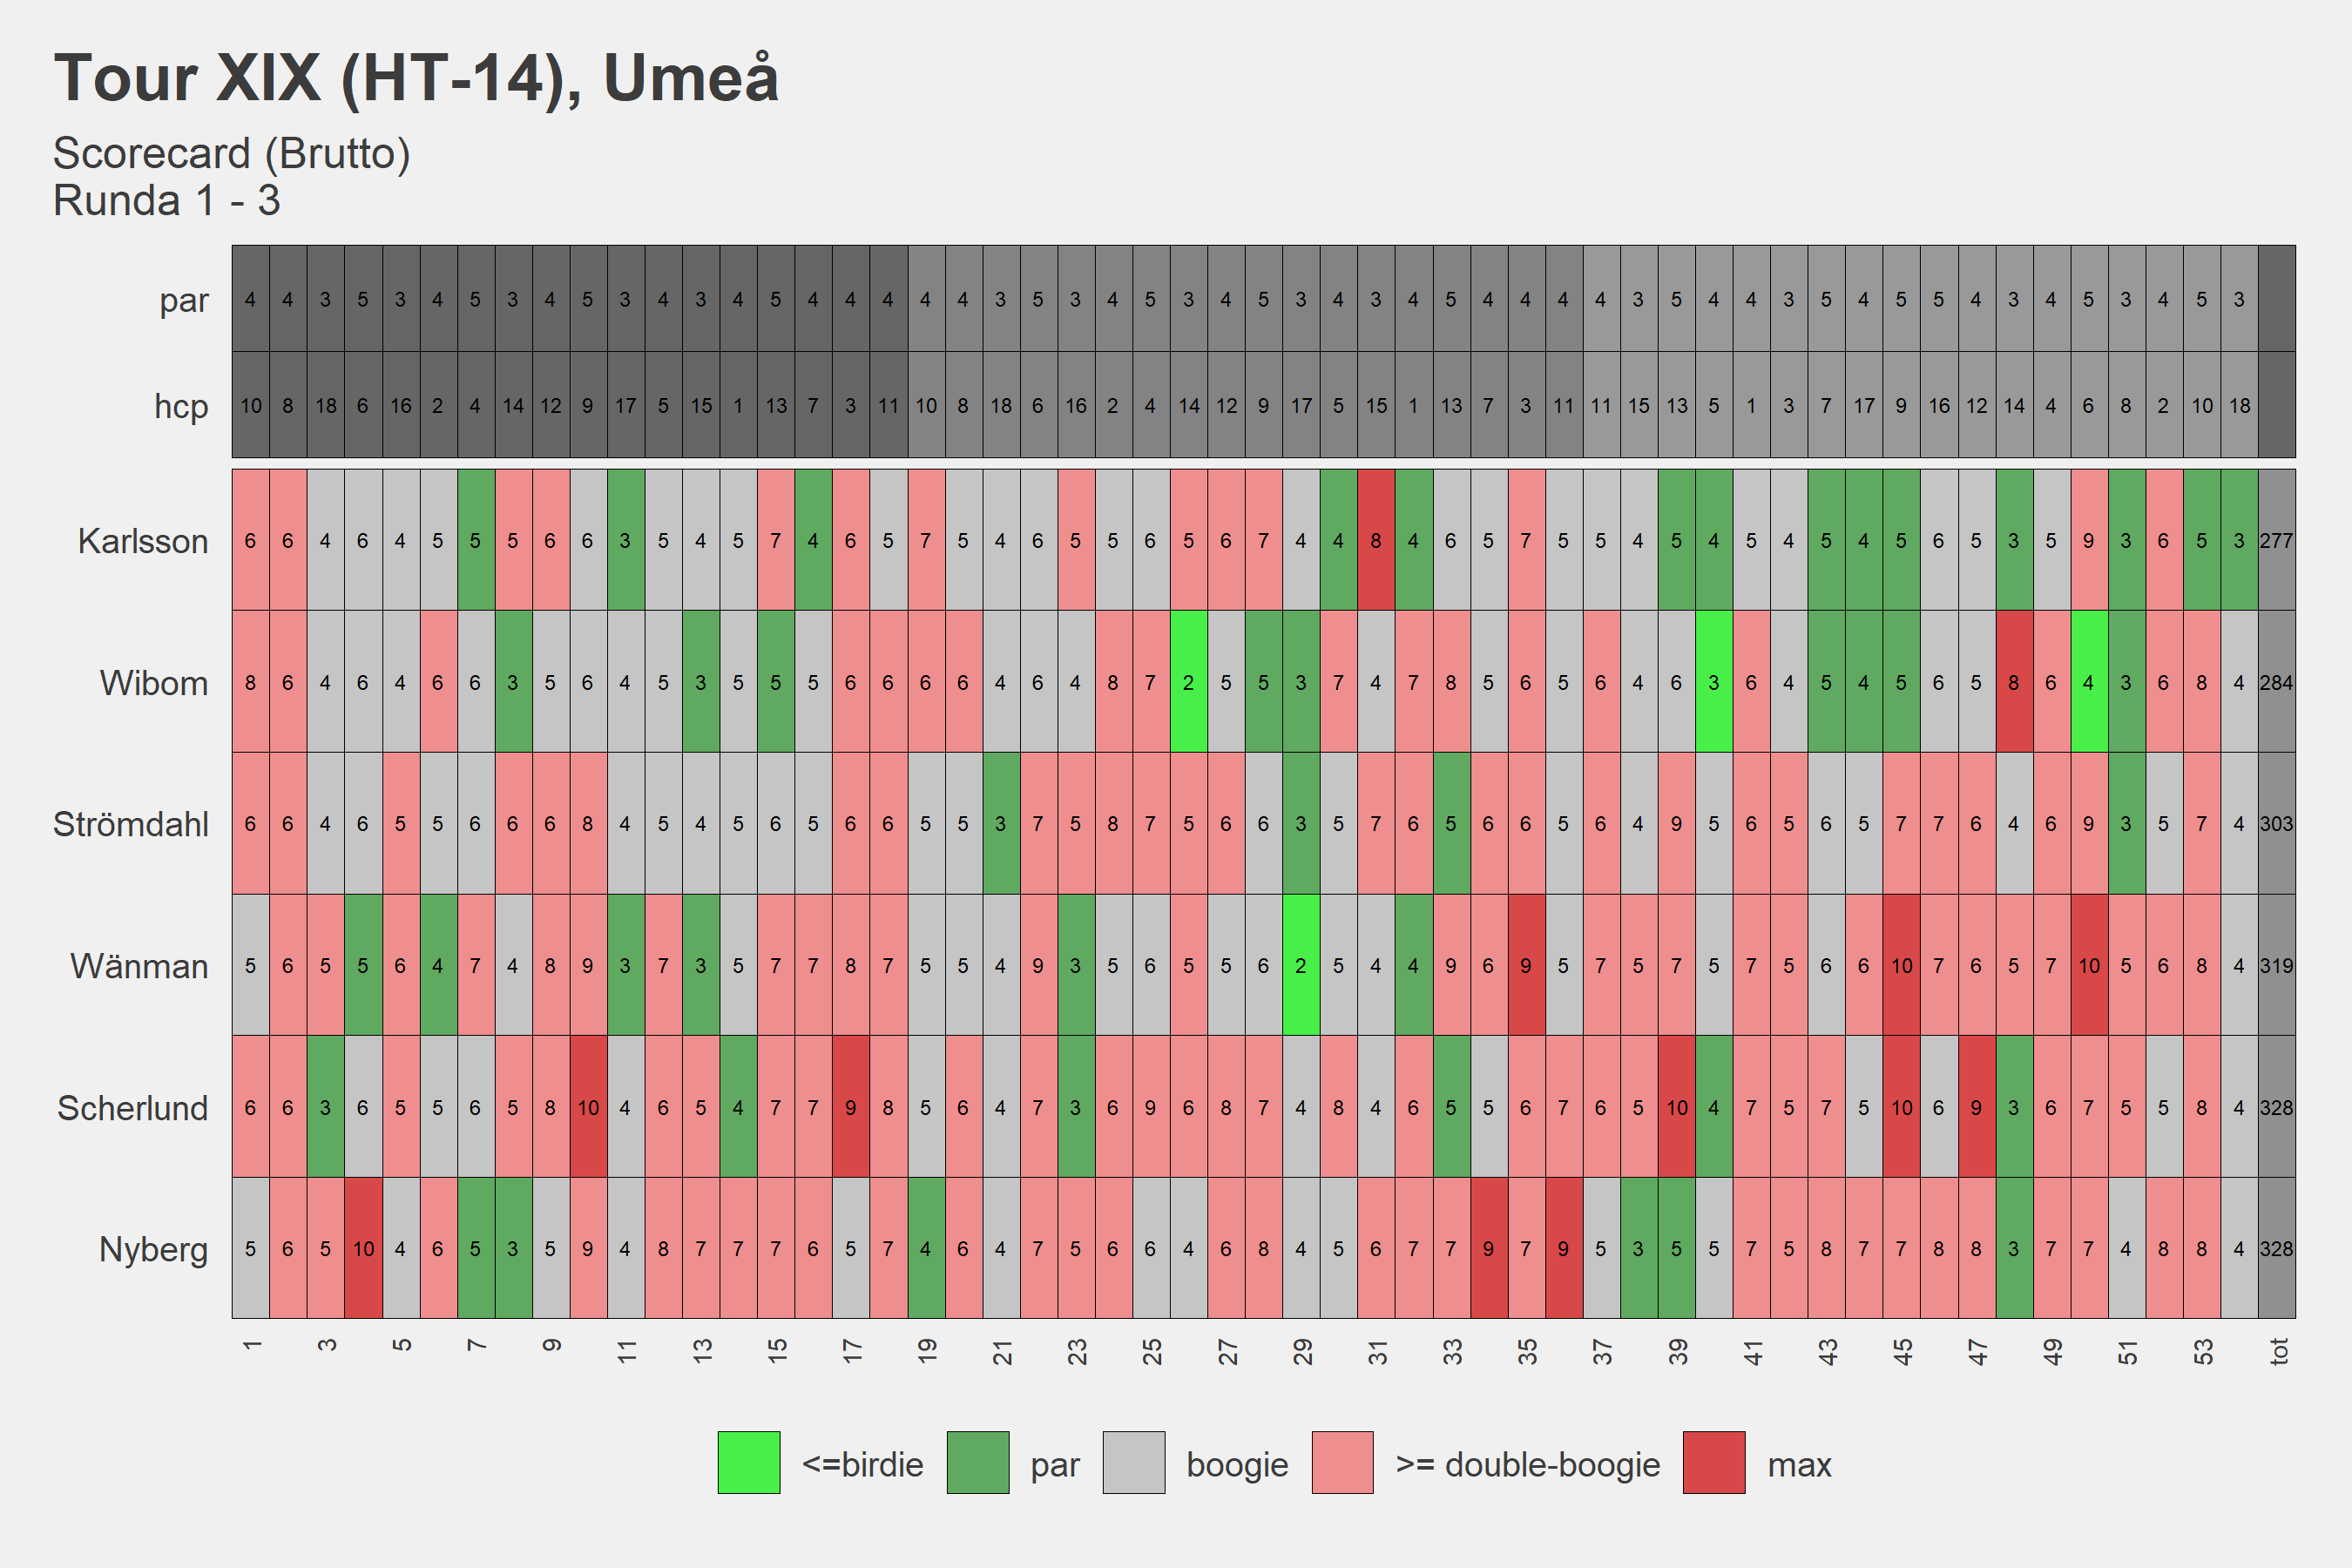 Tour XIX (HT-14), Umeå
Scorecard (Brutto)
Runda 1 - 3
par 4 4 3 5 3 4 5 3 4 5 3 4 3 4 5 4 4 4 4 4 3 5 3 4 5 3 4 5 3 4 3 4 5 4 4 4 4 3 5 4 4 3 5 4 5 5 4 3 4 5 3 4 5 3
hcp 10 8 18 6 16 2 4 14 12 9 17 5 15 1 13 7 3 11 10 8 18 6 16 2 4 14 12 9 17 5 15 1 13 7 3 11 11 15 13 5 1 3 7 17 9 16 12 14 4 6 8 2 10 18
Karlsson 6 6 4 6 4 5 5 5 6 6 3 5 4 5 7 4 6 5 7 5 4 6 5 5 6 5 6 7 4 4 8 4 6 5 7 5 5 4 5 4 5 4 5 4 5 6 5 3 5 9 3 6 5 3 277
Wibom 8 6 4 6 4 6 6 3 5 6 4 5 3 5 5 5 6 6 6 6 4 6 4 8 7 2 5 5 3 7 4 7 8 5 6 5 6 4 6 3 6 4 5 4 5 6 5 8 6 4 3 6 8 4 284
Strömdahl 6 6 4 6 5 5 6 6 6 8 4 5 4 5 6 5 6 6 5 5 3 7 5 8 7 5 6 6 3 5 7 6 5 6 6 5 6 4 9 5 6 5 6 5 7 7 6 4 6 9 3 5 7 4 303
Wänman 5 6 5 5 6 4 7 4 8 9 3 7 3 5 7 7 8 7 5 5 4 9 3 5 6 5 5 6 2 5 4 4 9 6 9 5 7 5 7 5 7 5 6 6 10 7 6 5 7 10 5 6 8 4 319
Scherlund 6 6 3 6 5 5 6 5 8 10 4 6 5 4 7 7 9 8 5 6 4 7 3 6 9 6 8 7 4 8 4 6 5 5 6 7 6 5 10 4 7 5 7 5 10 6 9 3 6 7 5 5 8 4 328
Nyberg 5 6 5 10 4 6 5 3 5 9 4 8 7 7 7 6 5 7 4 6 4 7 5 6 6 4 6 8 4 5 6 7 7 9 7 9 5 3 5 5 7 5 8 7 7 8 8 3 7 7 4 8 8 4 328
1 3 5 7 9 11 13 15 17 19 21 23 25 27 29 31 33 35 37 39 41 43 45 47 49 51 53 tot
<=birdie par boogie >= double-boogie max